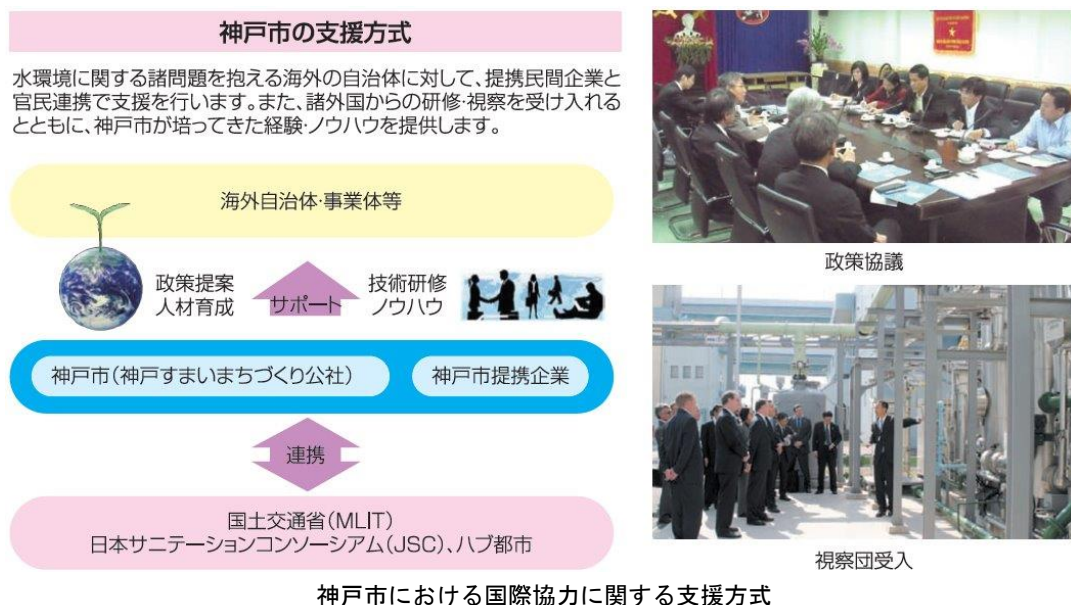 神戸市の支援方式
水環境に関する諸問題を抱える海外の自治体に対して、提携民間企業と
官民連携で支援を行います。また、諸外国からの研修・視察を受け入れる
とともに、神戸市が培ってきた経験・ノウハウを提供します。
海外自治体・事業体等
政策提案
人材育成
サポート
技術研修
ノウハウ
神戸市(神戸すまいまちづくり公社)
神戸市提携企業
連携
国土交通省(MLIT)
日本サニテーションコンソーシアム(JSC)、ハブ都市
政策協議
視察団受入
神戸市における国際協力に関する支援方式